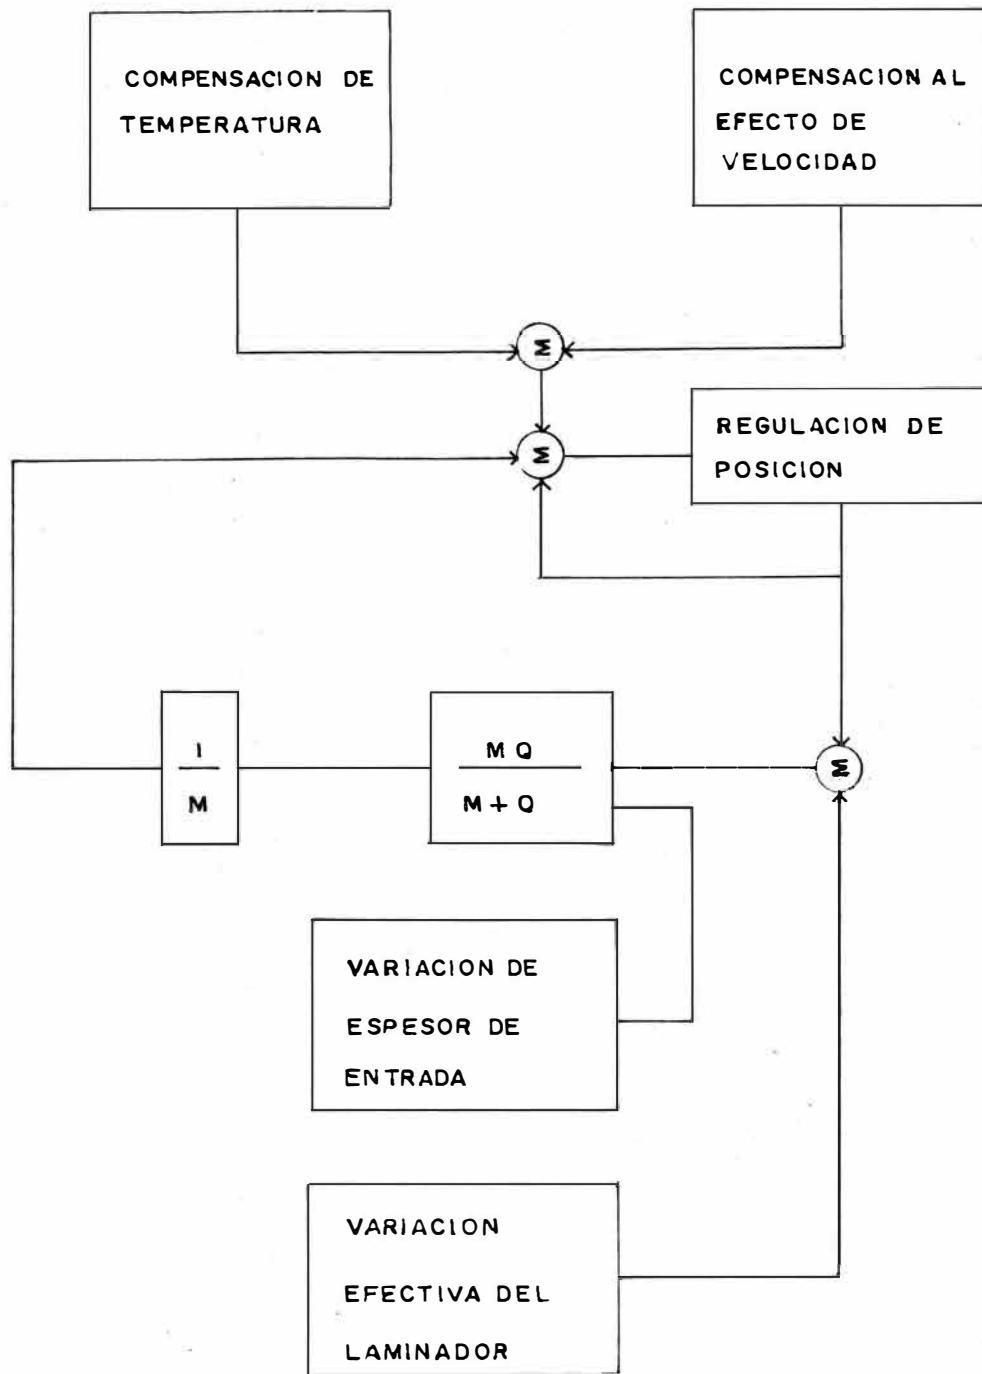 COMPENSACION DE
TEMPERATURA
COMPENSACION AL
EFECTO DE
VELOCIDAD
Σ
Σ
REGULACION DE
POSICION
1
M
MQ
M+Q
Σ
VARIACION DE
ESPESOR DE
ENTRADA
VARIACION
EFECTIVA DEL
LAMINADOR